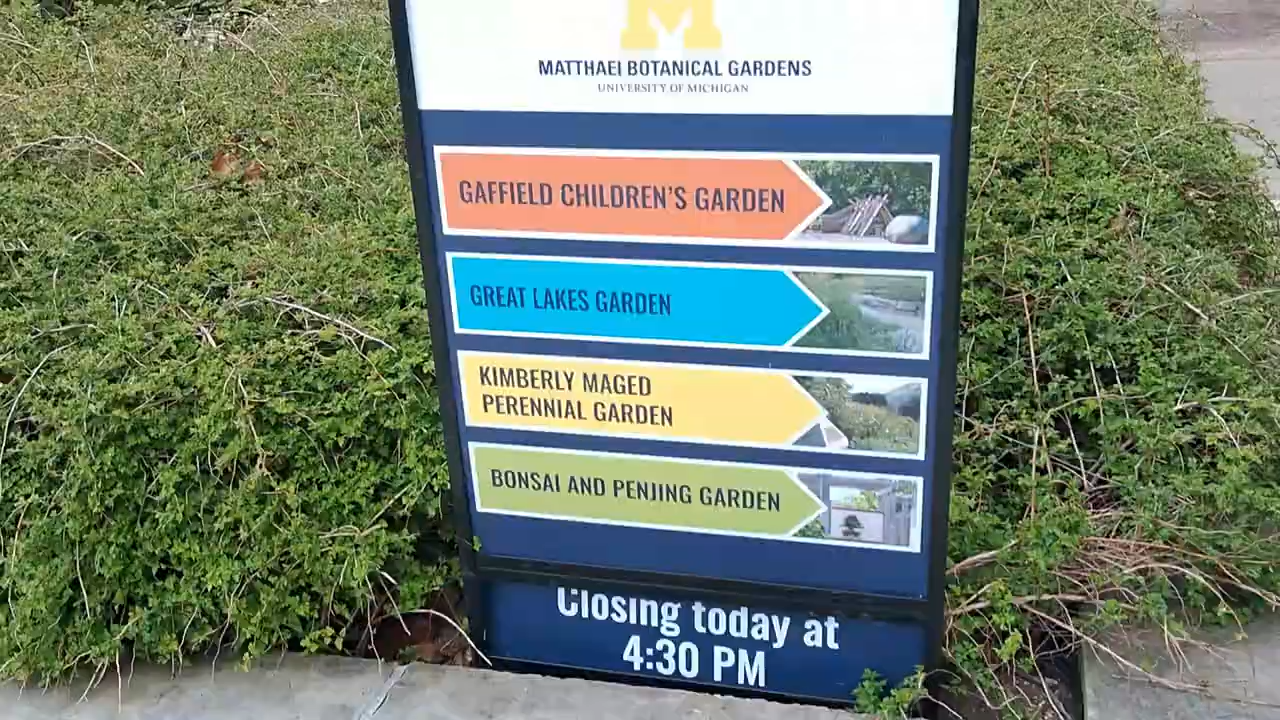 M
MATTHAEI BOTANICAL GARDENS
UNIVERSITY OF MICHIGAN
GAFFIELD CHILDREN'S GARDEN
GREAT LAKES GARDEN
KIMBERLY MAGED
PERENNIAL GARDEN
BONSAI AND PENJING GARDEN
Closing today at
4:30 PM